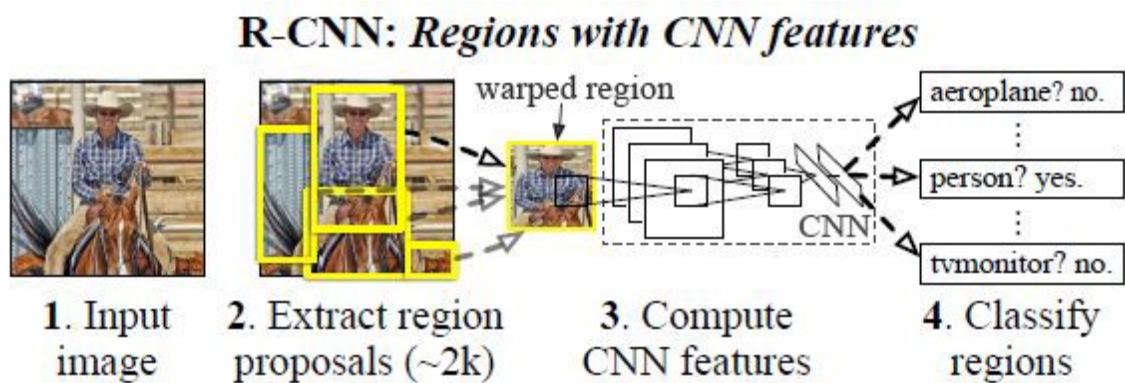 R-CNN: Regions with CNN features
warped region
aeroplane? no.
person? yes.
CNN
tvmonitor? no.
1. Input
image
2. Extract region
proposals (~2k)
3. Compute
CNN features
4. Classify
regions